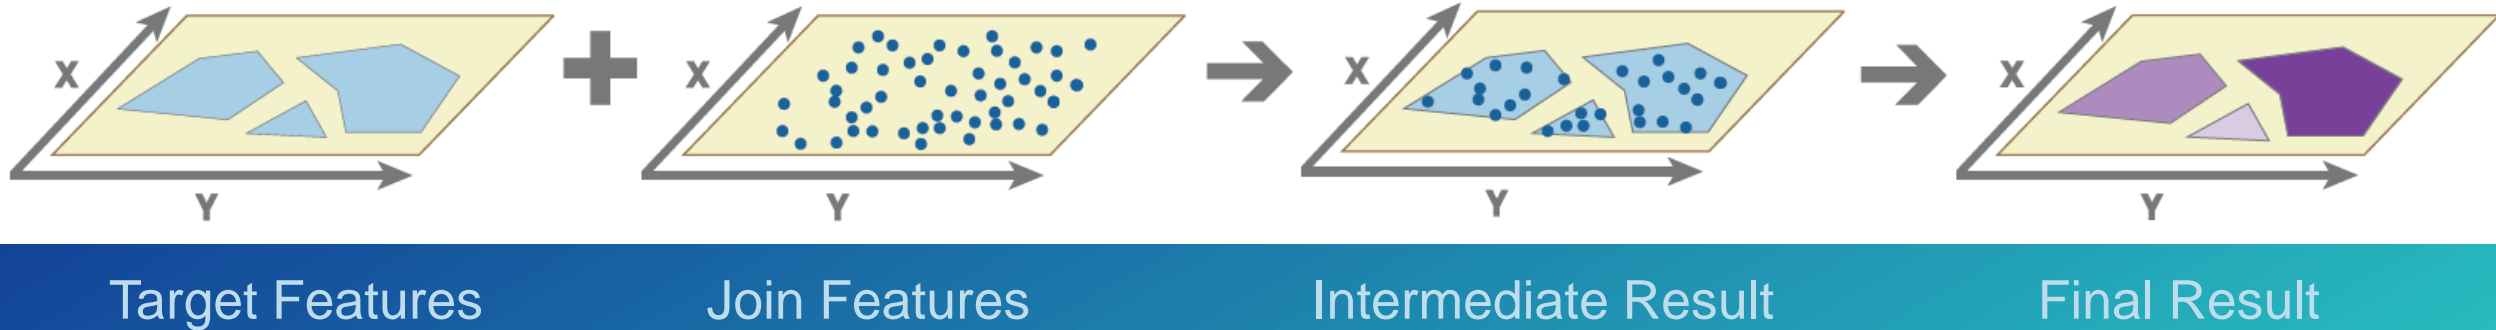 X
Y
X
Y
X
Y
X
Y
Target Features
Join Features
Intermediate Result
Final Result